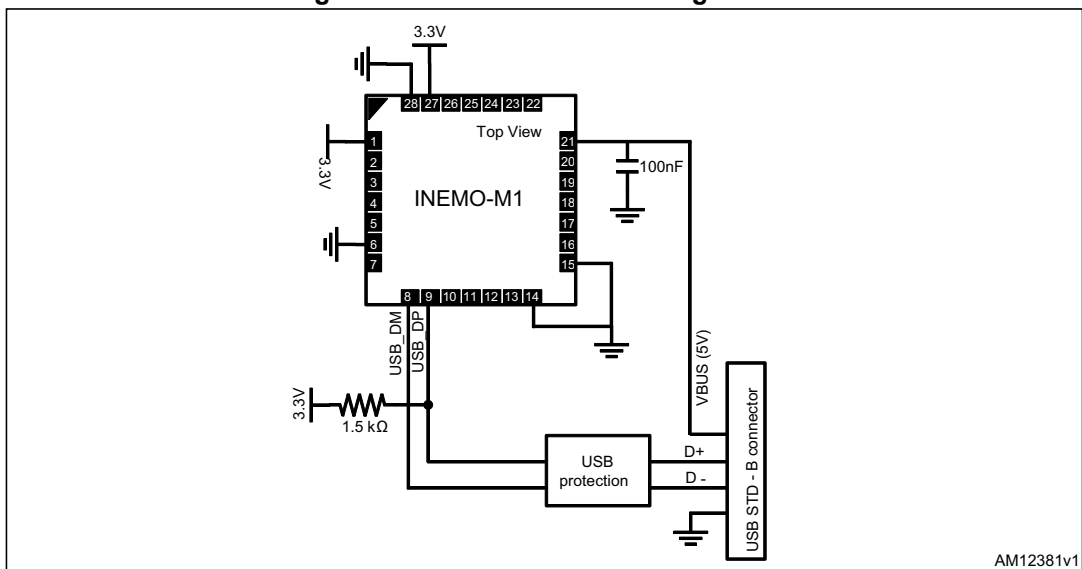 3.3V
28 27 26 25 24 23 22
Top View
1
2
3
4
5
6
7
3.3V
INEMO-M1
21
20
19
18
17
16
15
100nF
8 9 10 11 12 13 14
USB_DM
USB_DP
VBUS (5V)
3.3V
1.5 kΩ
USB
protection
D+
D -
USB STD - B connector
AM12381v1